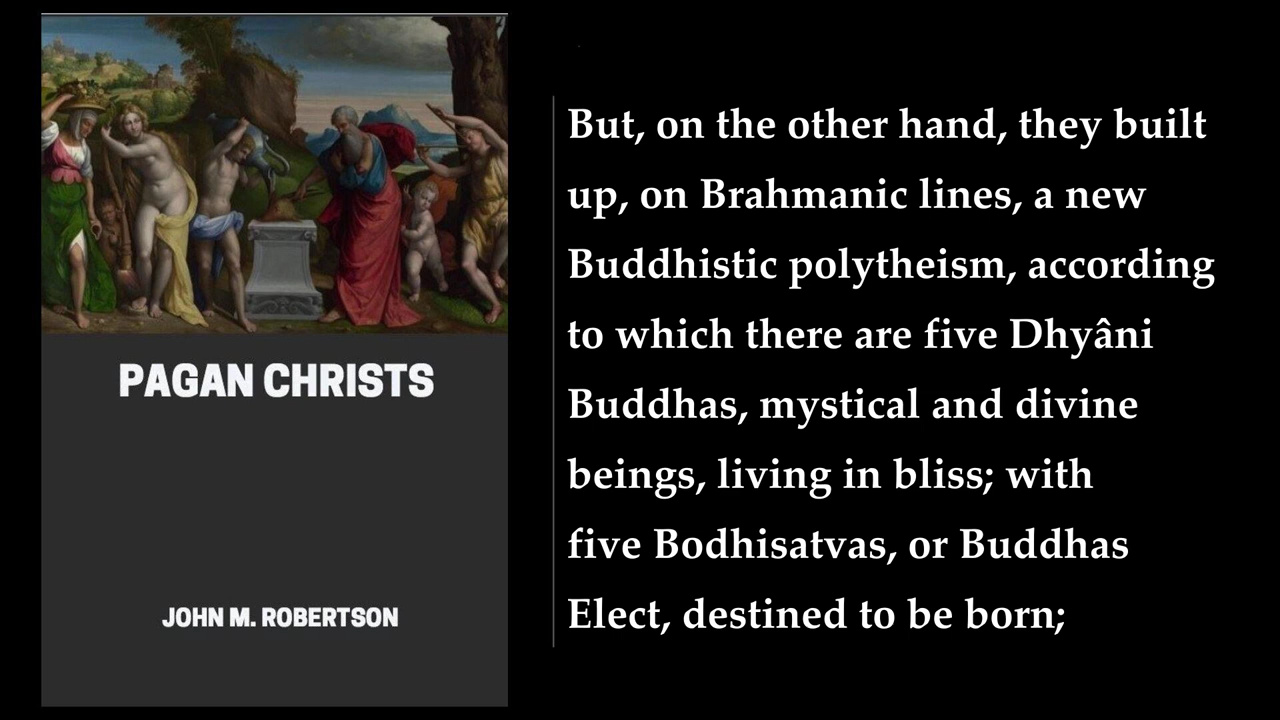 PAGAN CHRISTS
JOHN M. ROBERTSON
But, on the other hand, they built
up, on Brahmanic lines, a new
Buddhistic polytheism, according
to which there are five Dhyâni
Buddhas, mystical and divine
beings, living in bliss; with
five Bodhisatvas, or Buddhas
Elect, destined to be born;